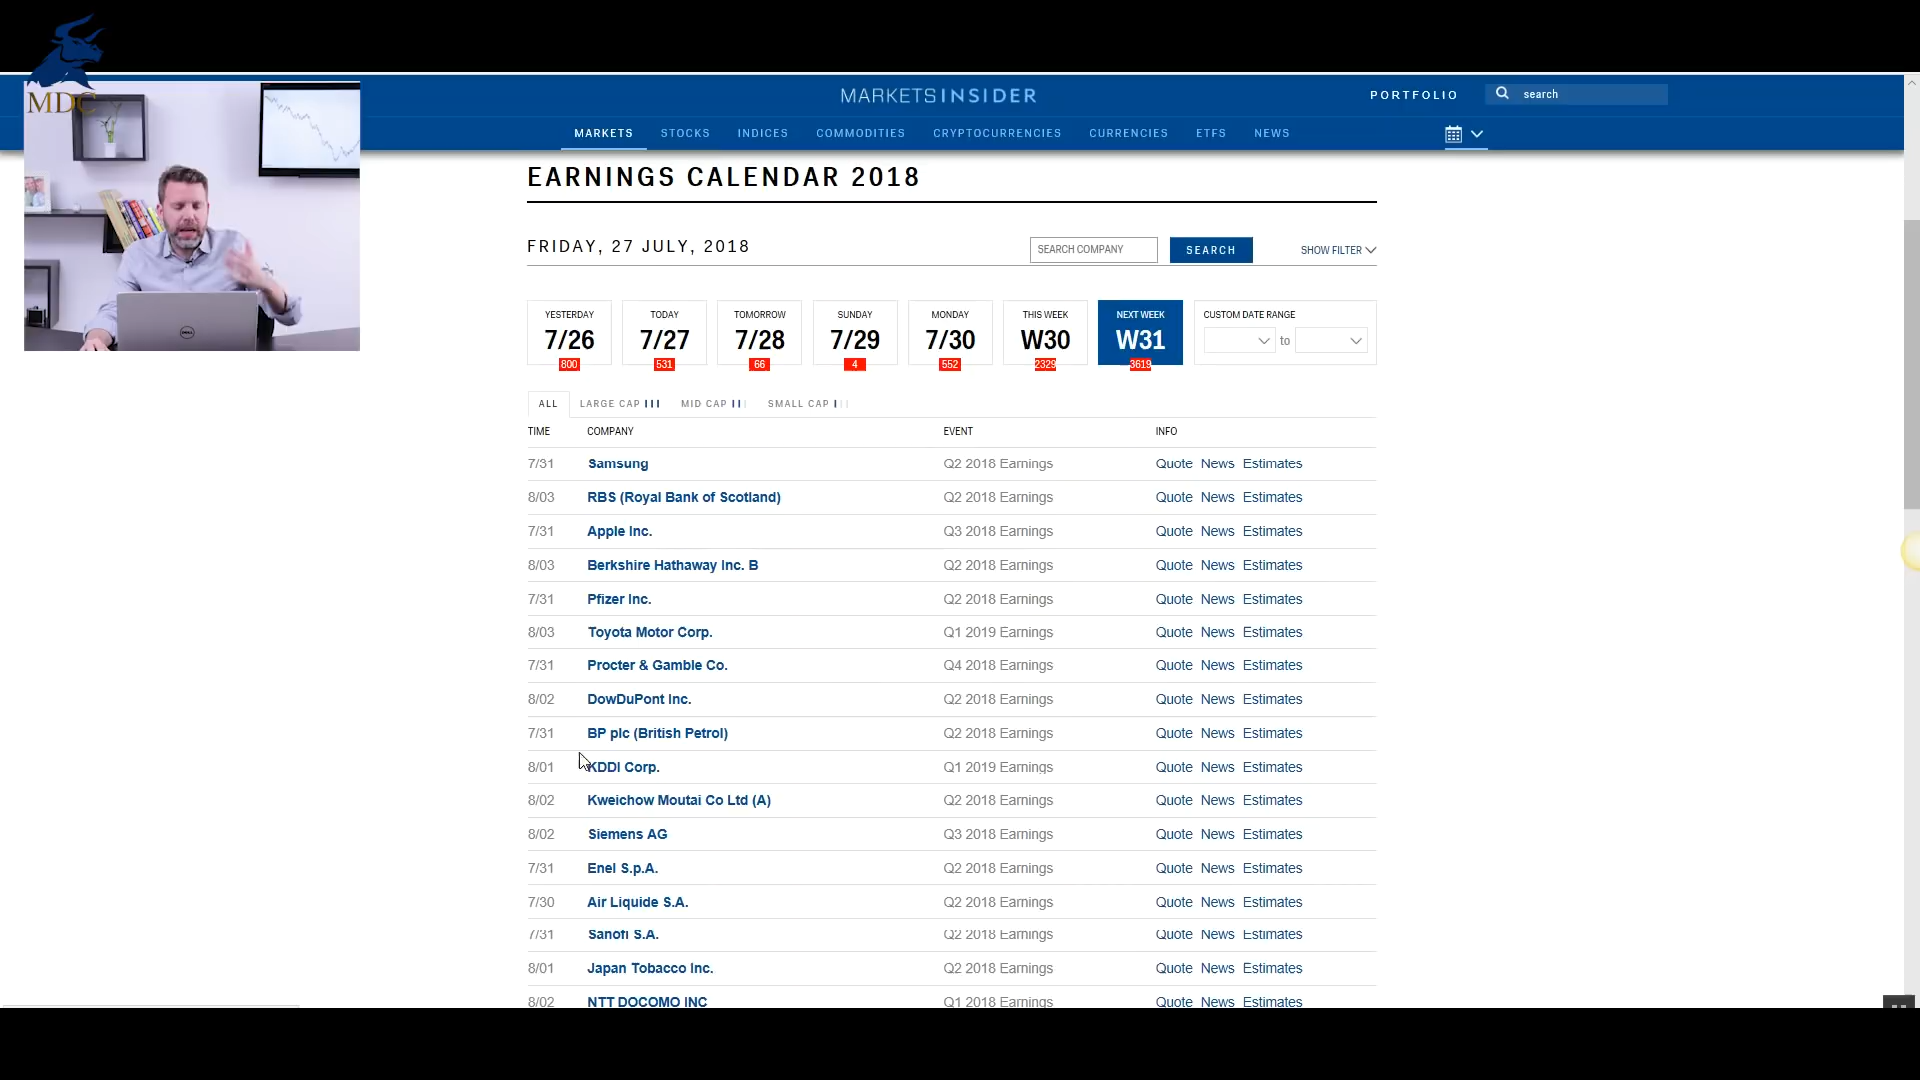 MDC
MARKETS INSIDER
PORTFOLIO
search
MARKETS STOCKS INDICES COMMODITIES CRYPTOCURRENCIES CURRENCIES ETFS NEWS
EARNINGS CALENDAR 2018
FRIDAY, 27 JULY, 2018
SEARCH COMPANY
SEARCH
SHOW FILTER
YESTERDAY TODAY TOMORROW SUNDAY MONDAY THIS WEEK NEXT WEEK CUSTOM DATE RANGE
7/26 7/27 7/28 7/29 7/30 W30 W31 to
800 531 66 4 552 2329 3619
ALL LARGE CAP MID CAP SMALL CAP
TIME COMPANY EVENT INFO
7/31 Samsung Q2 2018 Earnings Quote News Estimates
8/03 RBS (Royal Bank of Scotland) Q2 2018 Earnings Quote News Estimates
7/31 Apple Inc. Q3 2018 Earnings Quote News Estimates
8/03 Berkshire Hathaway Inc. B Q2 2018 Earnings Quote News Estimates
7/31 Pfizer Inc. Q2 2018 Earnings Quote News Estimates
8/03 Toyota Motor Corp. Q1 2019 Earnings Quote News Estimates
7/31 Procter & Gamble Co. Q4 2018 Earnings Quote News Estimates
8/02 DowDuPont Inc. Q2 2018 Earnings Quote News Estimates
7/31 BP plc (British Petrol) Q2 2018 Earnings Quote News Estimates
8/01 KDDI Corp. Q1 2019 Earnings Quote News Estimates
8/02 Kweichow Moutai Co Ltd (A) Q2 2018 Earnings Quote News Estimates
8/02 Siemens AG Q3 2018 Earnings Quote News Estimates
7/31 Enel S.p.A. Q2 2018 Earnings Quote News Estimates
7/30 Air Liquide S.A. Q2 2018 Earnings Quote News Estimates
7/31 Sanofi S.A. Q2 2018 Earnings Quote News Estimates
8/01 Japan Tobacco Inc. Q2 2018 Earnings Quote News Estimates
8/02 NTT DOCOMO INC Q1 2018 Earnings Quote News Estimates